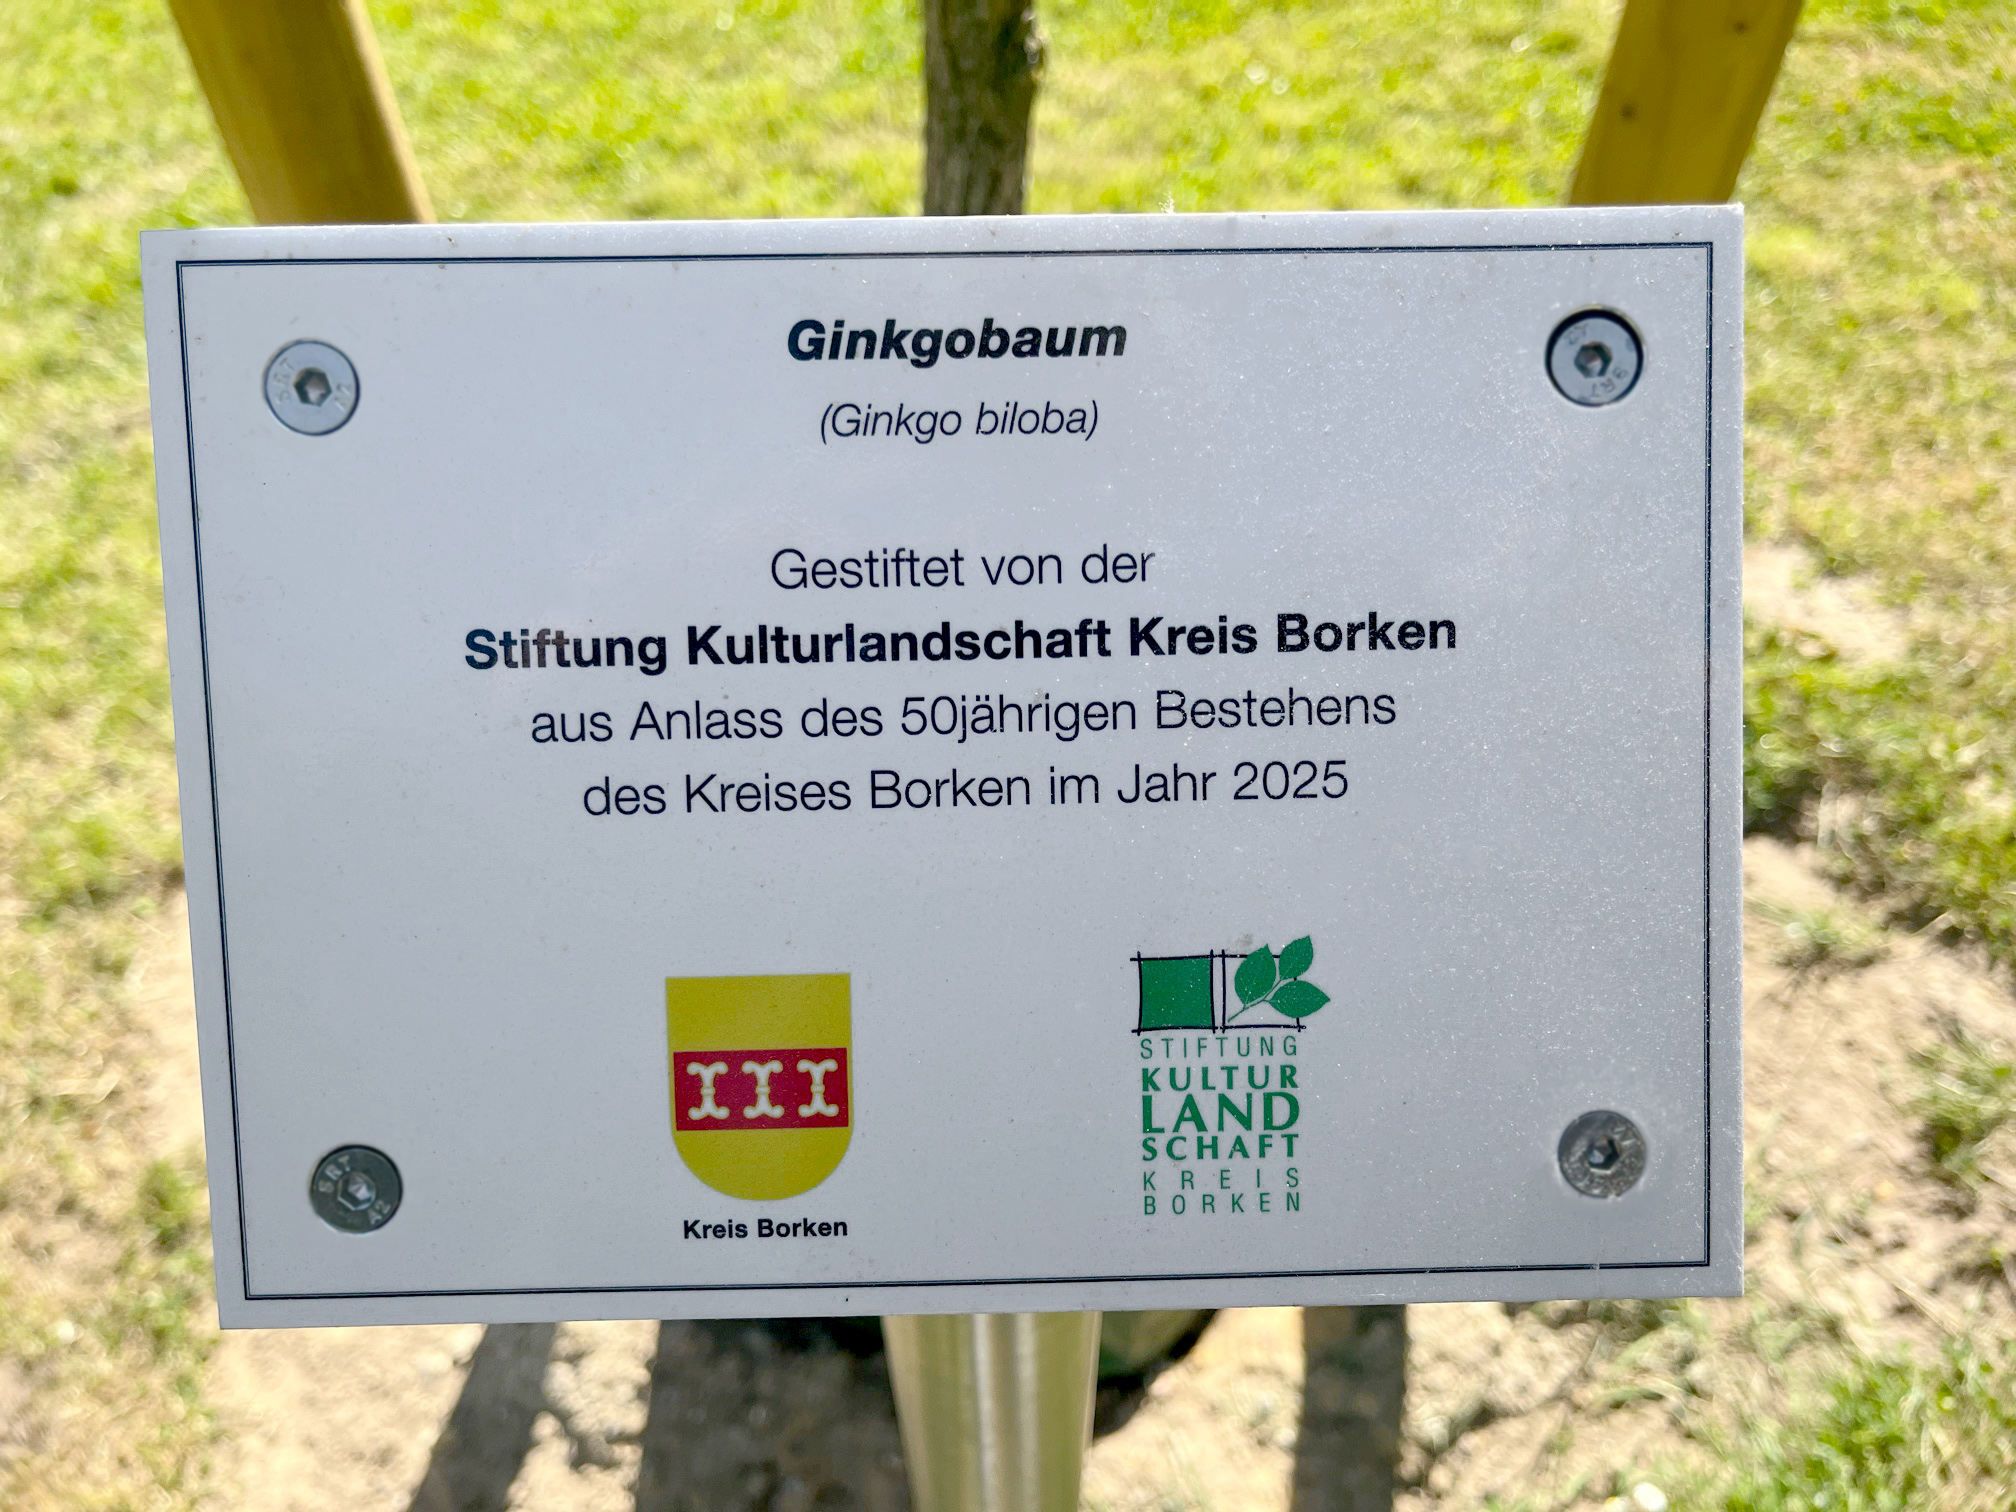 Ginkgobaum
(Ginkgo biloba)
Gestiftet von der
Stiftung Kulturlandschaft Kreis Borken
aus Anlass des 50jährigen Bestehens
des Kreises Borken im Jahr 2025
Kreis Borken
STIFTUNG
KULTUR
LAND
SCHAFT
KREIS
BORKEN